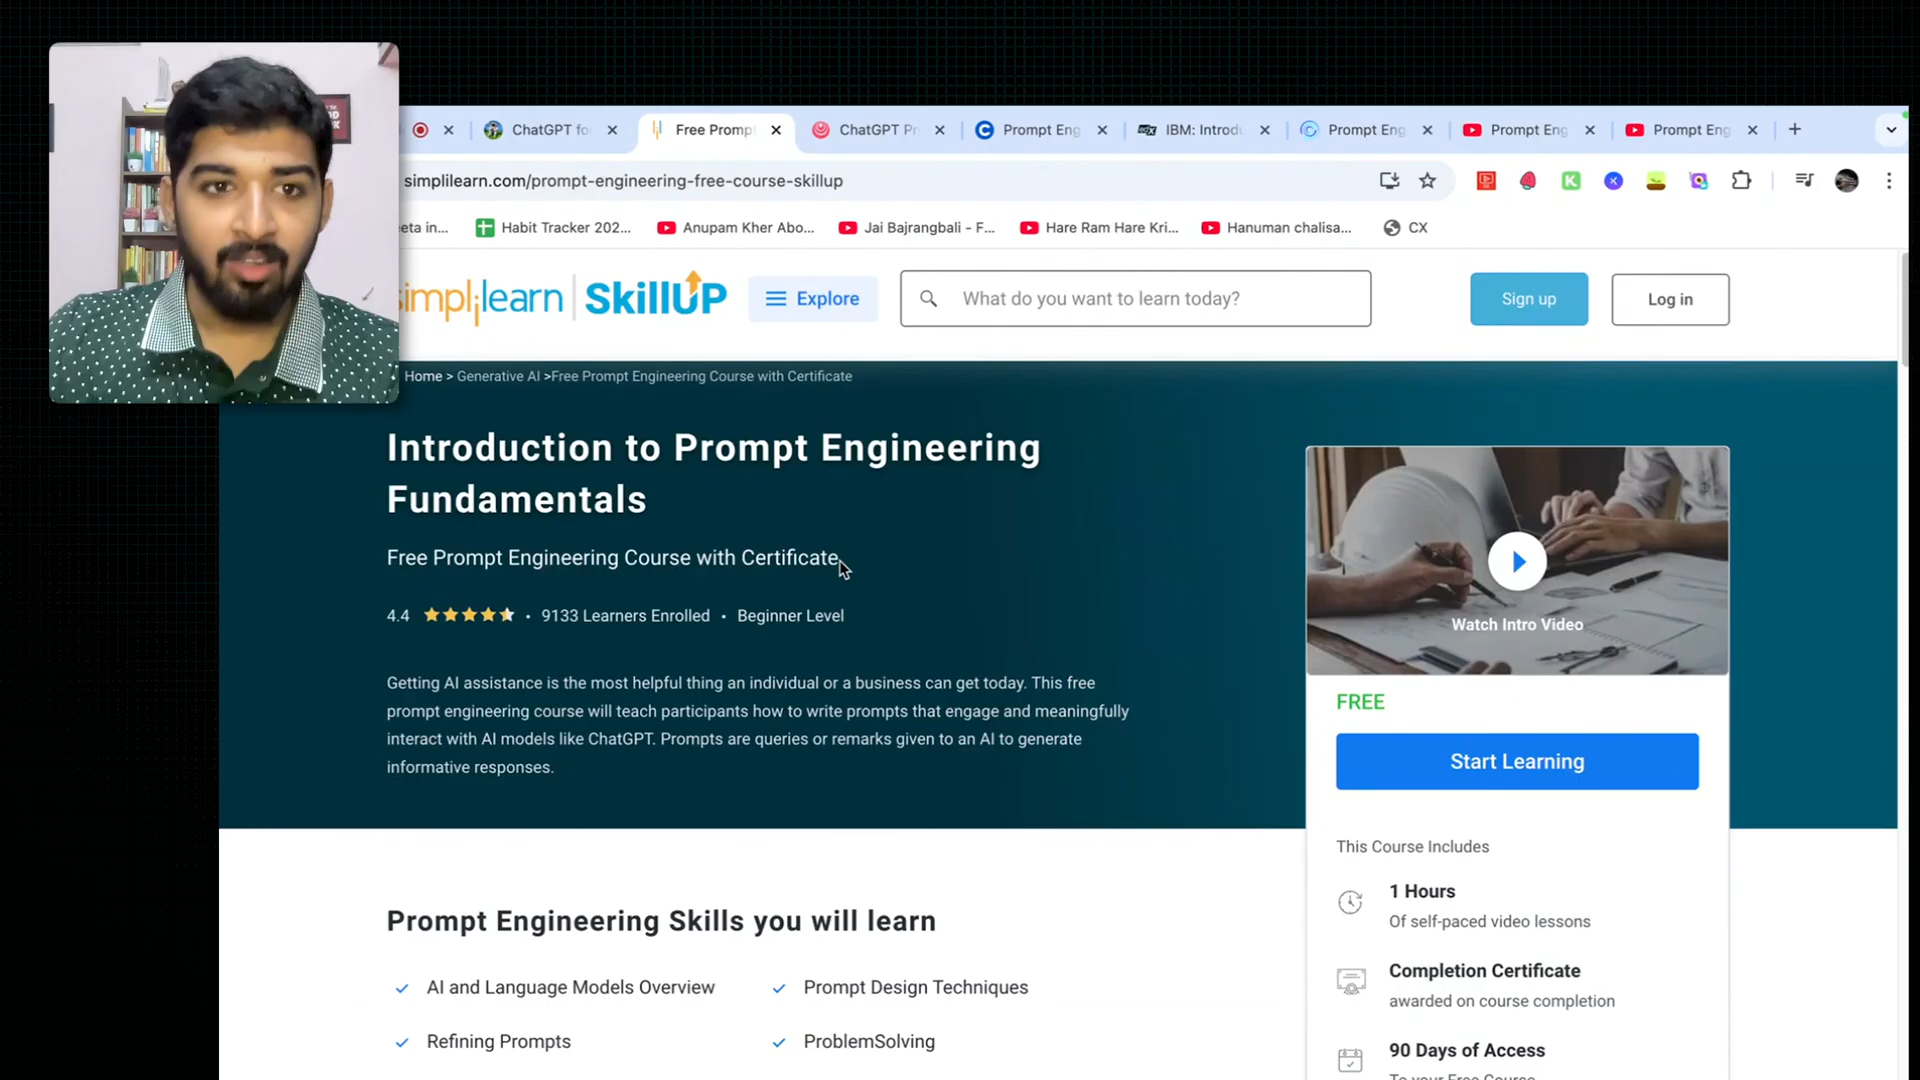 ChatGPT fo
Free Promp
ChatGPT Pr
Prompt Eng
IBM: Introdu
Prompt Eng
Prompt Eng
Prompt Eng
simplilearn.com/prompt-engineering-free-course-skillup
eta in...
Habit Tracker 202...
Anupam Kher Abo...
Jai Bajrangbali - F...
Hare Ram Hare Kri...
Hanuman chalisa...
CX
simplilearn | SkillUP
Explore
What do you want to learn today?
Sign up
Log in
Home > Generative AI >Free Prompt Engineering Course with Certificate
Introduction to Prompt Engineering
Fundamentals
Free Prompt Engineering Course with Certificate
4.4
• 9133 Learners Enrolled • Beginner Level
Getting AI assistance is the most helpful thing an individual or a business can get today. This free
prompt engineering course will teach participants how to write prompts that engage and meaningfully
interact with AI models like ChatGPT. Prompts are queries or remarks given to an AI to generate
informative responses.
Watch Intro Video
FREE
Start Learning
This Course Includes
1 Hours
Of self-paced video lessons
Completion Certificate
awarded on course completion
90 Days of Access
To your Free Course
Prompt Engineering Skills you will learn
AI and Language Models Overview
Prompt Design Techniques
Refining Prompts
ProblemSolving